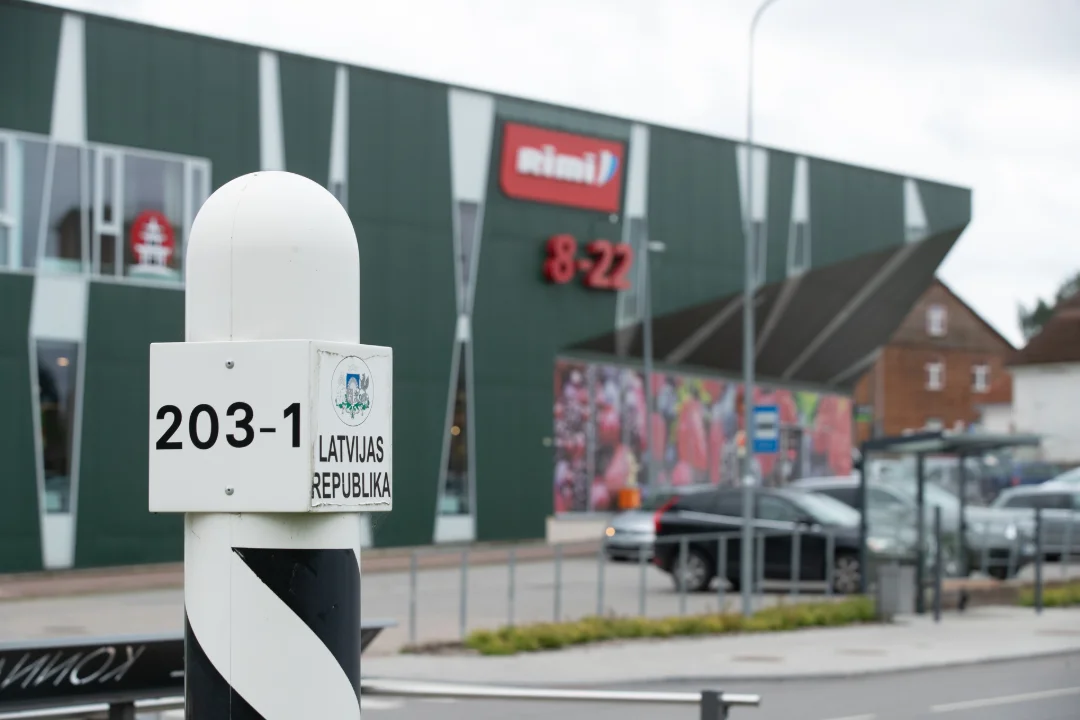 rimi
8-22
203-1
LATVIJAS
REPUBLIKA